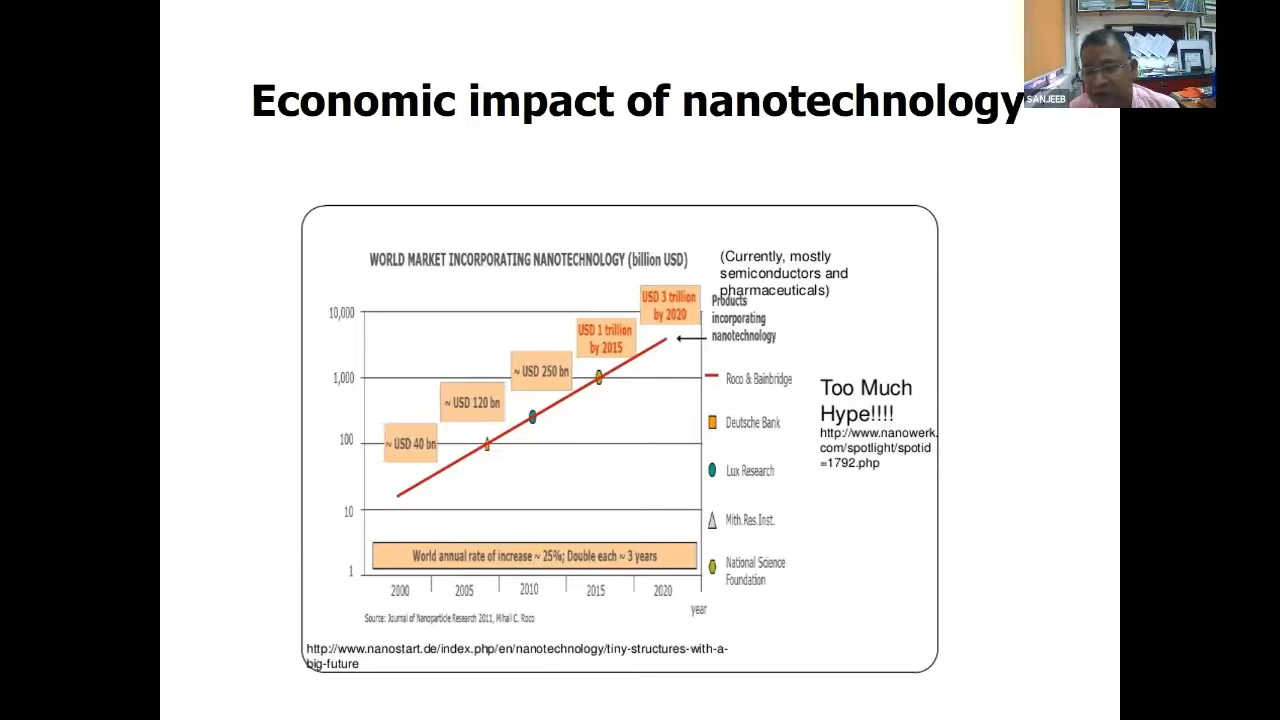 SANJEEB
Economic impact of nanotechnology
WORLD MARKET INCORPORATING NANOTECHNOLOGY (billion USD)
(Currently, mostly
semiconductors and
pharmaceuticals)
Products
incorporating
nanotechnology
USD 3 trillion
by 2020
USD 1 trillion
by 2015
~ USD 250 bn
~ USD 120 bn
~ USD 40 bn
10,000
1,000
100
10
1
Roco & Bainbridge
Deutsche Bank
Lux Research
Mith.Res.Inst.
National Science
Foundation
Too Much
Hype!!!!
http://www.nanowerk.
com/spotlight/spotid
=1792.php
World annual rate of increase ~ 25%; Double each ~ 3 years
2000 2005 2010 2015 2020
year
Source: Journal of Nanoparticle Research 2011, Mihail C. Roco
http://www.nanostart.de/index.php/en/nanotechnology/tiny-structures-with-a-
big-future